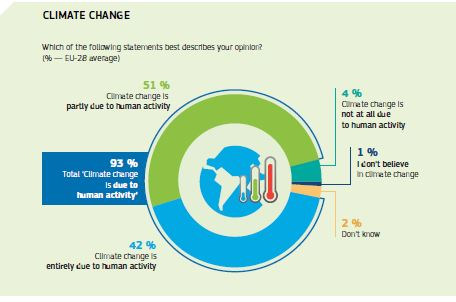 CLIMATE CHANGE
Which of the following statements best describes your opinion?
(% — EU-28 average)
51 %
Climate change is
partly due to human activity
4 %
Climate change is
not at all due
to human activity
93 %
Total 'Climate change
is due to
human activity'
1 %
I don't believe
in climate change
2 %
Don't know
42 %
Climate change is
entirely due to human activity